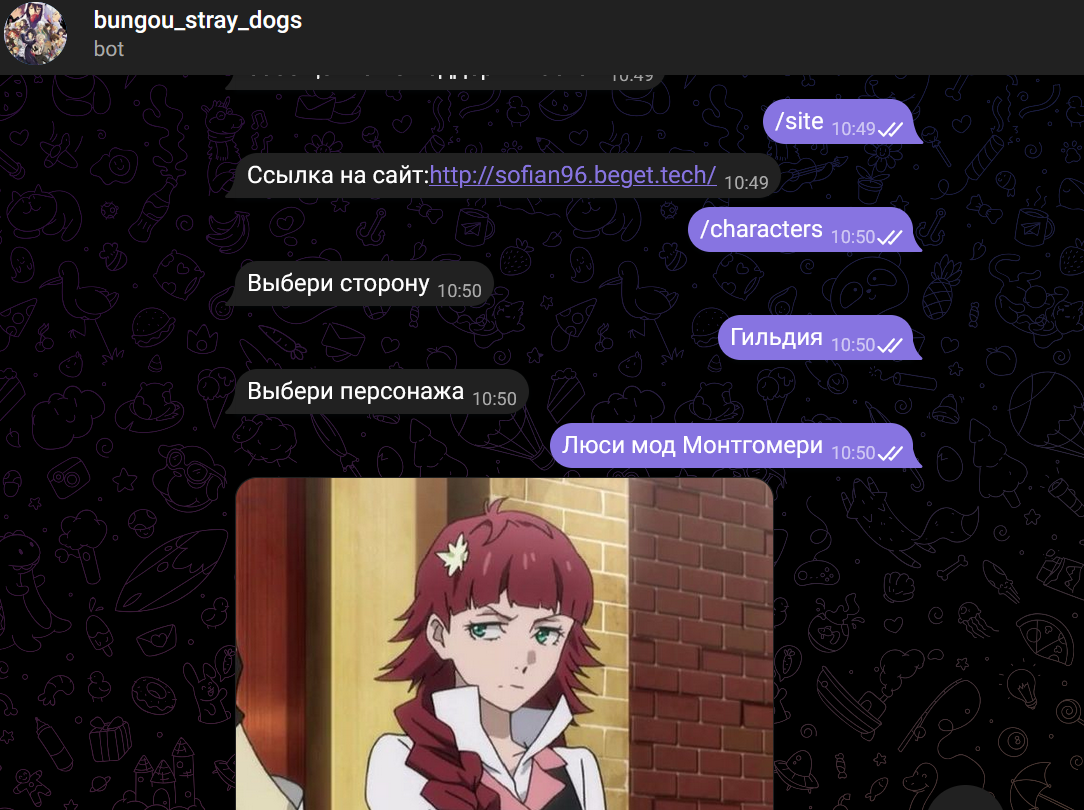 bungou_stray_dogs
bot
10:49
/site 10:49
Ссылка на сайт:http://sofian96.beget.tech/ 10:49
/characters 10:50
Выбери сторону 10:50
Гильдия 10:50
Выбери персонажа 10:50
Люси мод Монтгомери 10:50